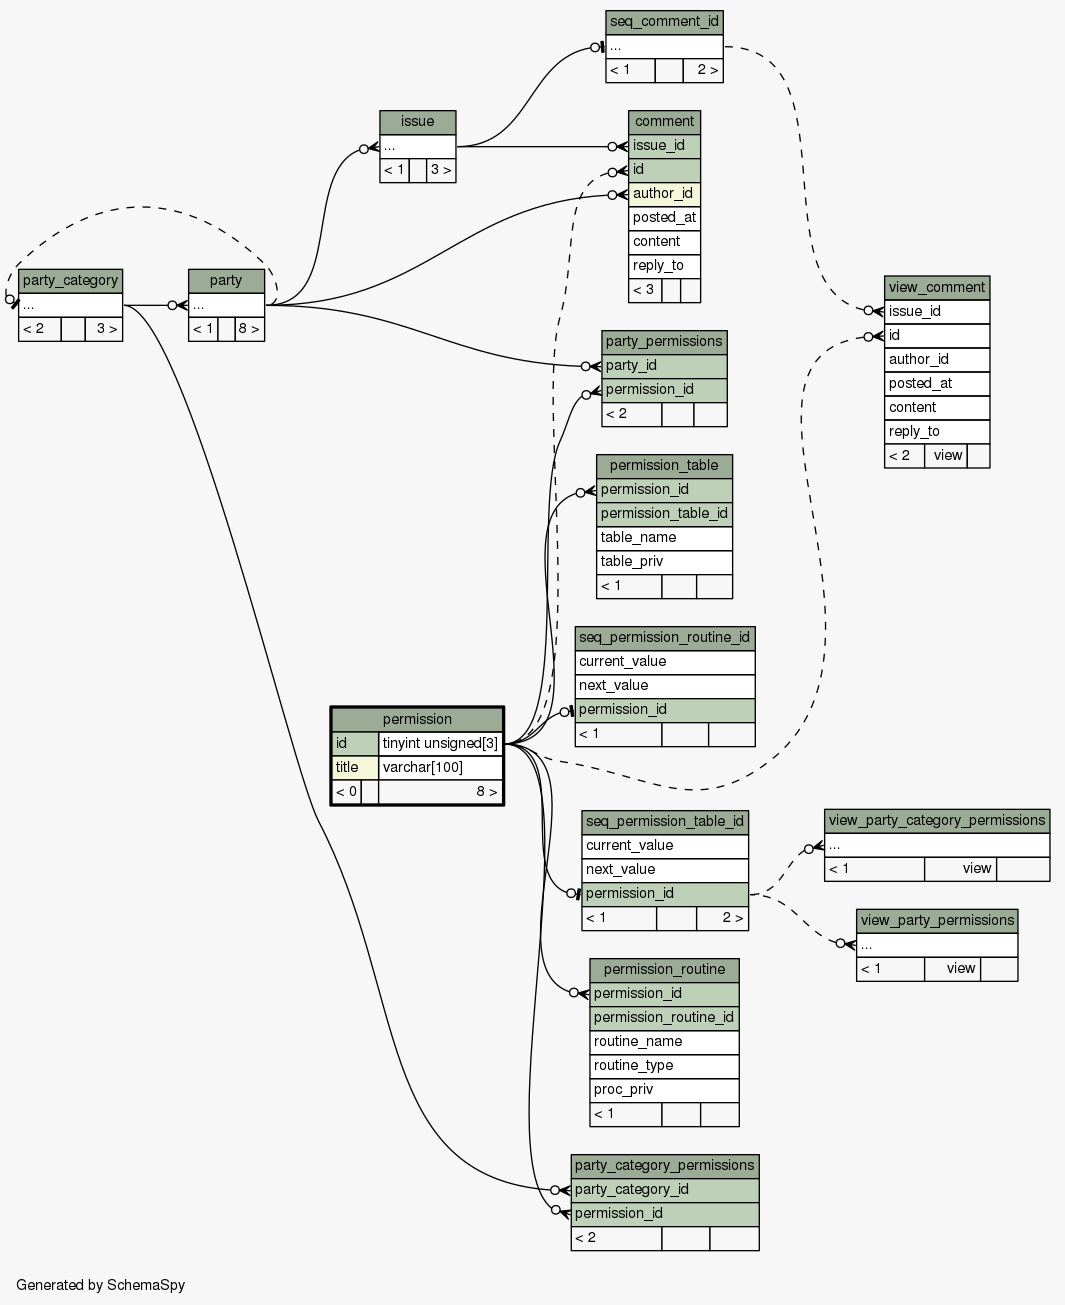 seq_comment_id
...
< 1 2 >
issue
...
< 1 3 >
comment
issue_id
id
author_id
posted_at
content
reply_to
< 3
party_category
...
< 2 3 >
party
...
< 1 8 >
view_comment
issue_id
id
author_id
posted_at
content
reply_to
< 2 view
party_permissions
party_id
permission_id
< 2
permission_table
permission_id
permission_table_id
table_name
table_priv
< 1
seq_permission_routine_id
current_value
next_value
permission_id
< 1
permission
id tinyint unsigned[3]
title varchar[100]
< 0 8 >
seq_permission_table_id
current_value
next_value
permission_id
< 1 2 >
view_party_category_permissions
...
< 1 view
view_party_permissions
...
< 1 view
permission_routine
permission_id
permission_routine_id
routine_name
routine_type
proc_priv
< 1
party_category_permissions
party_category_id
permission_id
< 2
Generated by SchemaSpy